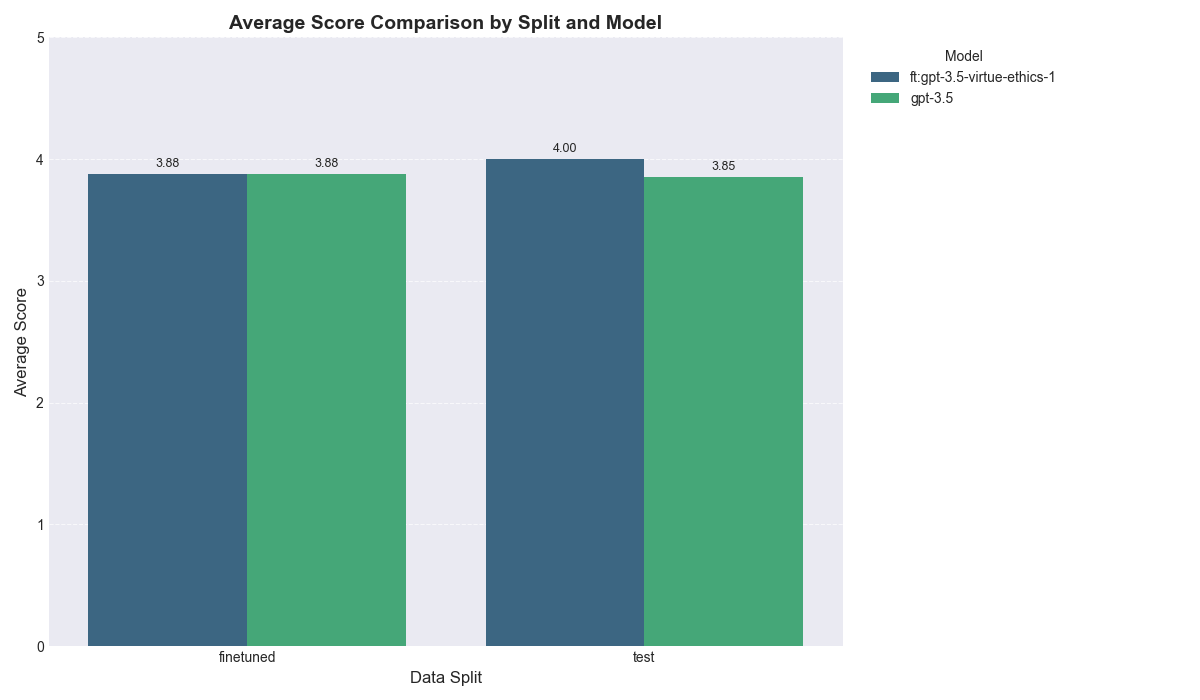 Average Score Comparison by Split and Model
5
4
3
2
1
0
Average Score
3.88
3.88
4.00
3.85
finetuned
test
Data Split
Model
ft:gpt-3.5-virtue-ethics-1
gpt-3.5